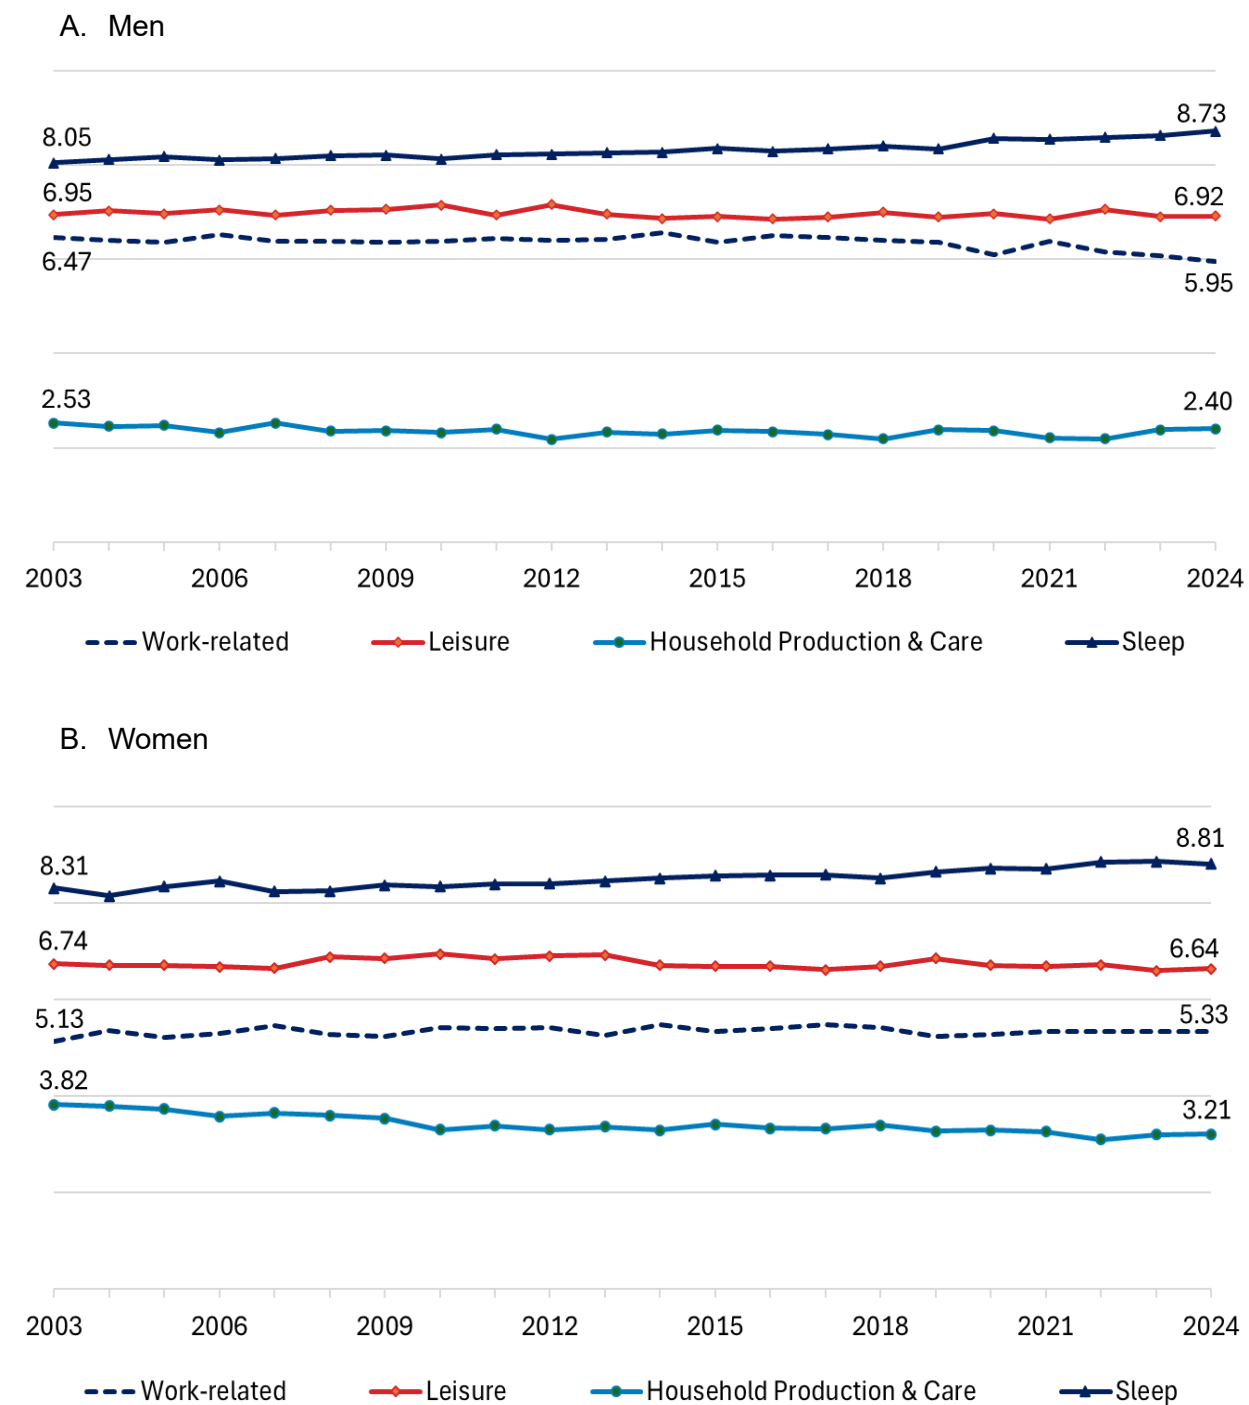 A. Men
8.05 8.73
6.95 6.92
6.47
5.95
2.53 2.40
2003 2006 2009 2012 2015 2018 2021 2024
Work-related Leisure Household Production & Care Sleep
B. Women
8.31 8.81
6.74 6.64
5.13 5.33
3.82
3.21
2003 2006 2009 2012 2015 2018 2021 2024
Work-related Leisure Household Production & Care Sleep